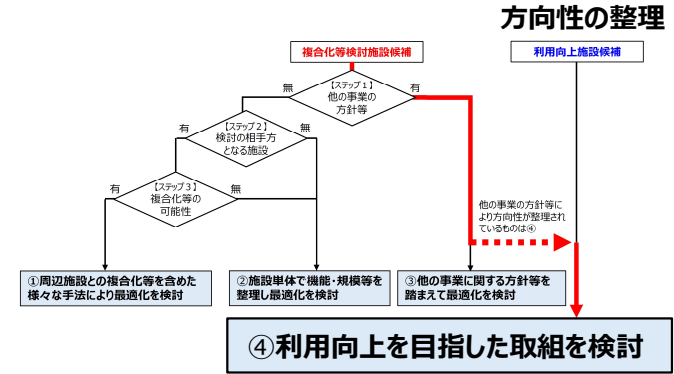 方向性の整理
複合化等検討施設候補
利用向上施設候補
無
【ステップ１】
他の事業の
方針等
有
有
【ステップ２】
検討の相手方
となる施設
無
有
【ステップ３】
複合化等の
可能性
無
他の事業の方針等に
より方向性が整理され
ているものは④
①周辺施設との複合化等を含めた
様々な手法により最適化を検討
②施設単体で機能・規模等を
整理し最適化を検討
③他の事業に関する方針等を
踏まえて最適化を検討
④利用向上を目指した取組を検討